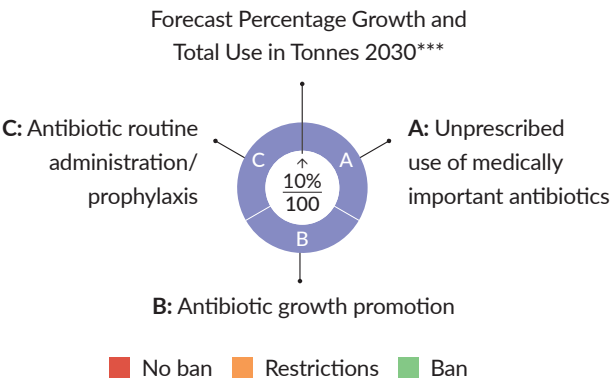 Forecast Percentage Growth and
Total Use in Tonnes 2030***
C: Antibiotic routine
administration/
prophylaxis
A: Unprescribed
use of medically
important antibiotics
C
A
↑
10%
100
B
B: Antibiotic growth promotion
No ban
Restrictions
Ban